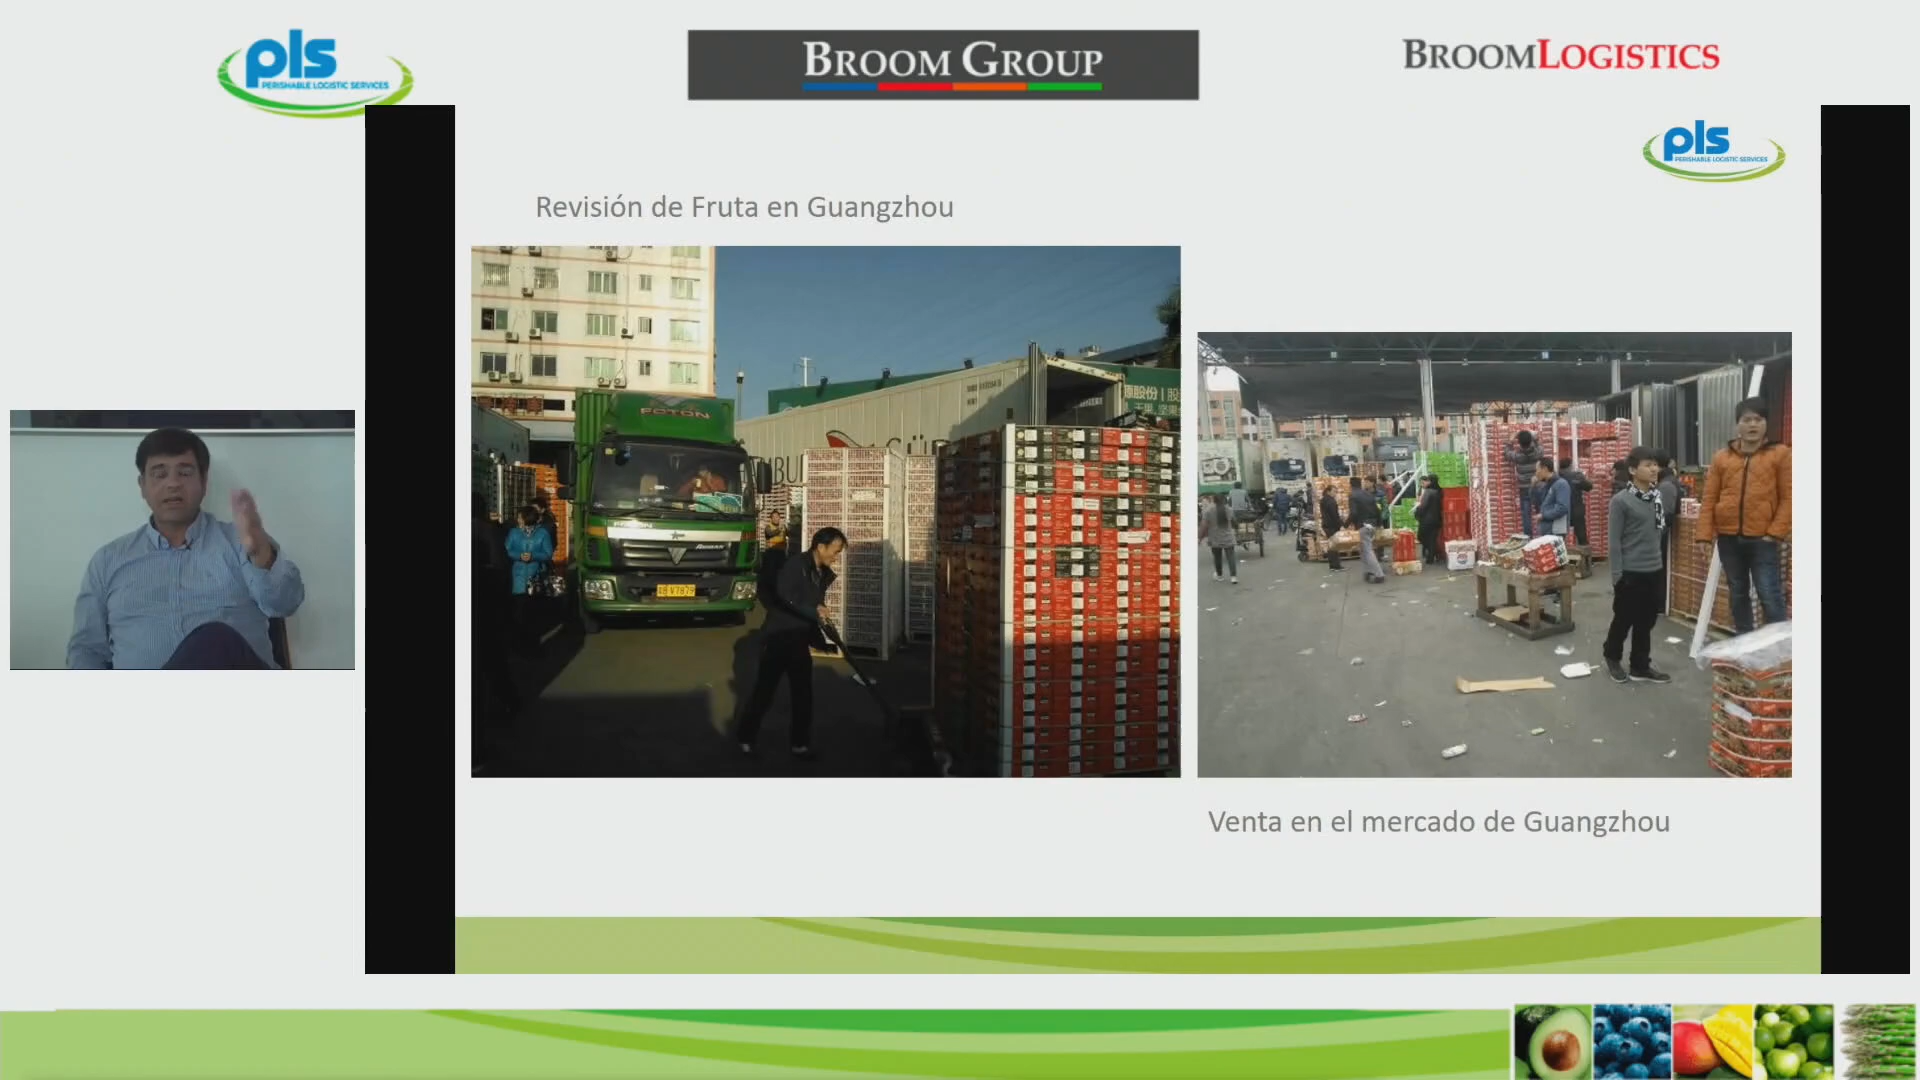 pls
PERISHABLE LOGISTIC SERVICES
BROOM GROUP
BROOMLOGISTICS
pls
PERISHABLE LOGISTIC SERVICES
Revisión de Fruta en Guangzhou
FOTON
Venta en el mercado de Guangzhou